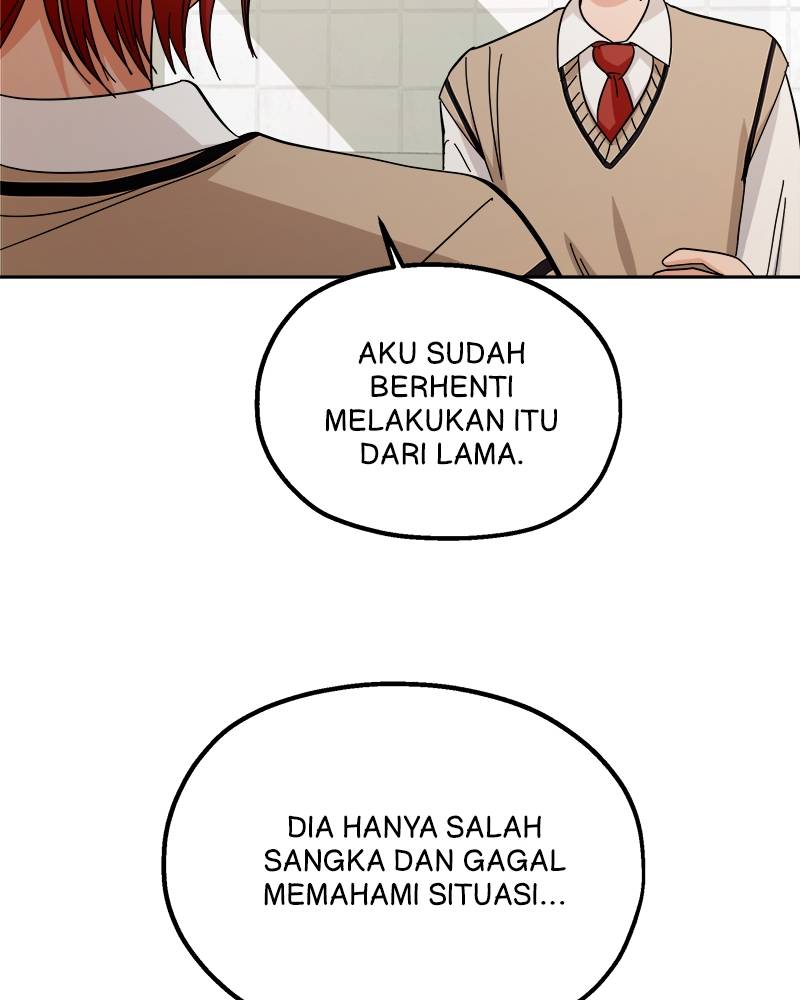 AKU SUDAH
BERHENTI
MELAKUKAN ITU
DARI LAMA.
DIA HANYA SALAH
SANGKA DAN GAGAL
MEMAHAMI SITUASI...